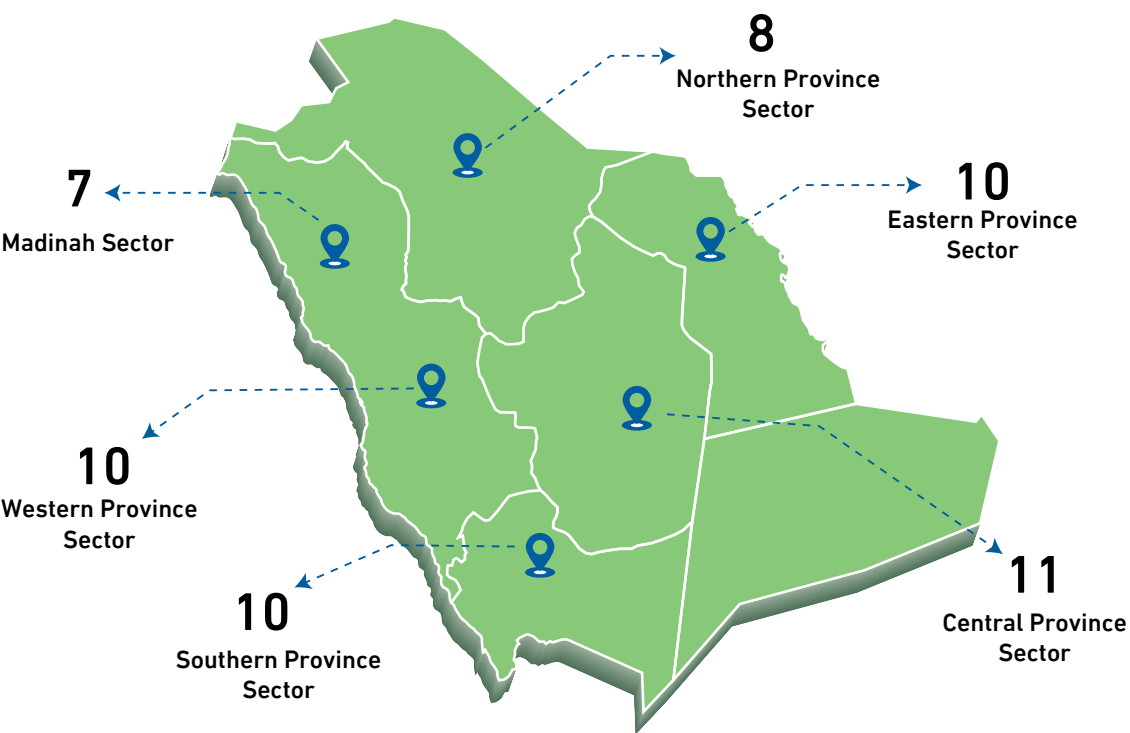 8
Northern Province
Sector
10
Eastern Province
Sector
7
Madinah Sector
10
Western Province
Sector
11
Central Province
Sector
10
Southern Province
Sector